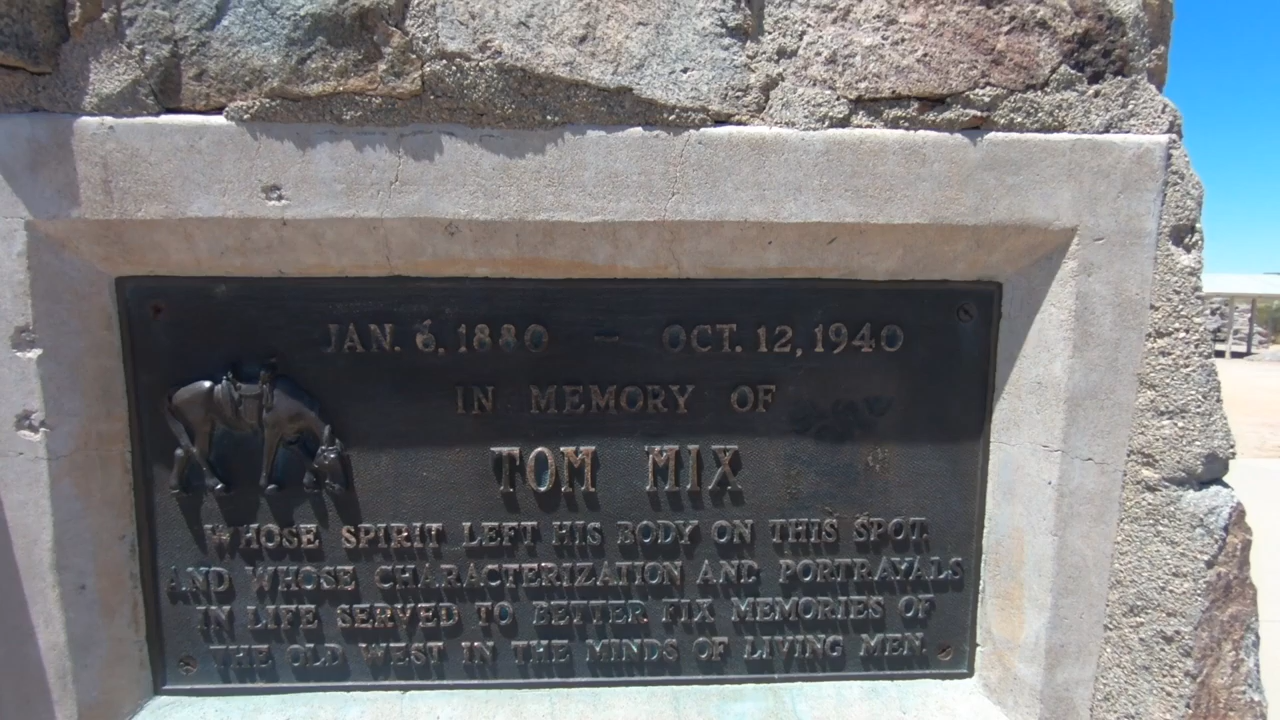 JAN. 6, 1880 – OCT. 12, 1940
IN MEMORY OF
TOM MIX
WHOSE SPIRIT LEFT HIS BODY ON THIS SPOT.
AND WHOSE CHARACTERIZATION AND PORTRAYALS
IN LIFE SERVED TO BETTER FIX MEMORIES OF
THE OLD WEST IN THE MINDS OF LIVING MEN.